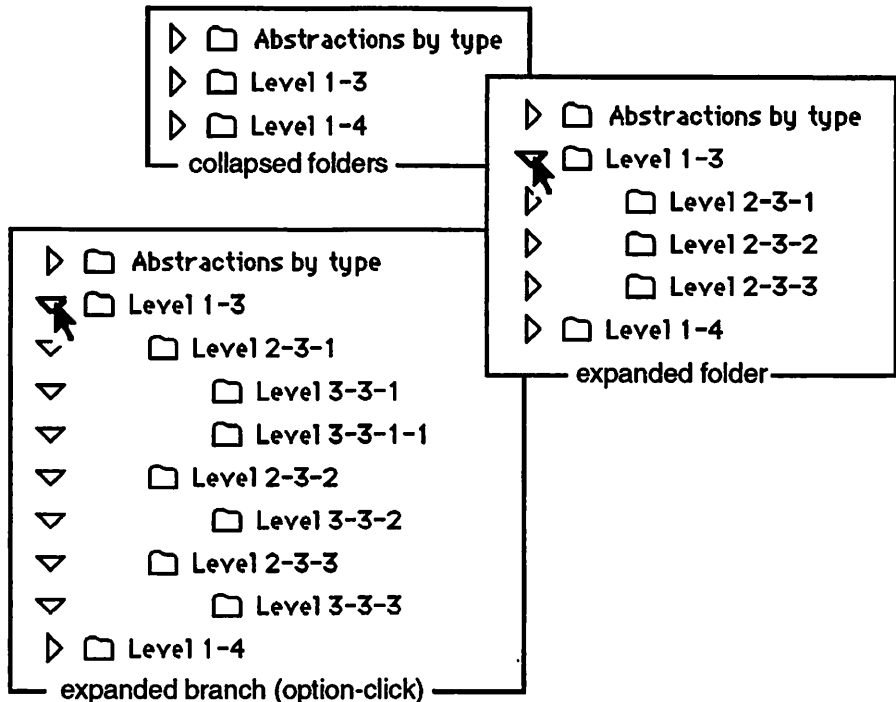 Abstractions by type
Level 1-3
Level 1-4
collapsed folders
Abstractions by type
Level 1-3
Level 2-3-1
Level 2-3-2
Level 2-3-3
Level 1-4
expanded folder
Abstractions by type
Level 1-3
Level 2-3-1
Level 3-3-1
Level 3-3-1-1
Level 2-3-2
Level 3-3-2
Level 2-3-3
Level 3-3-3
Level 1-4
expanded branch (option-click)